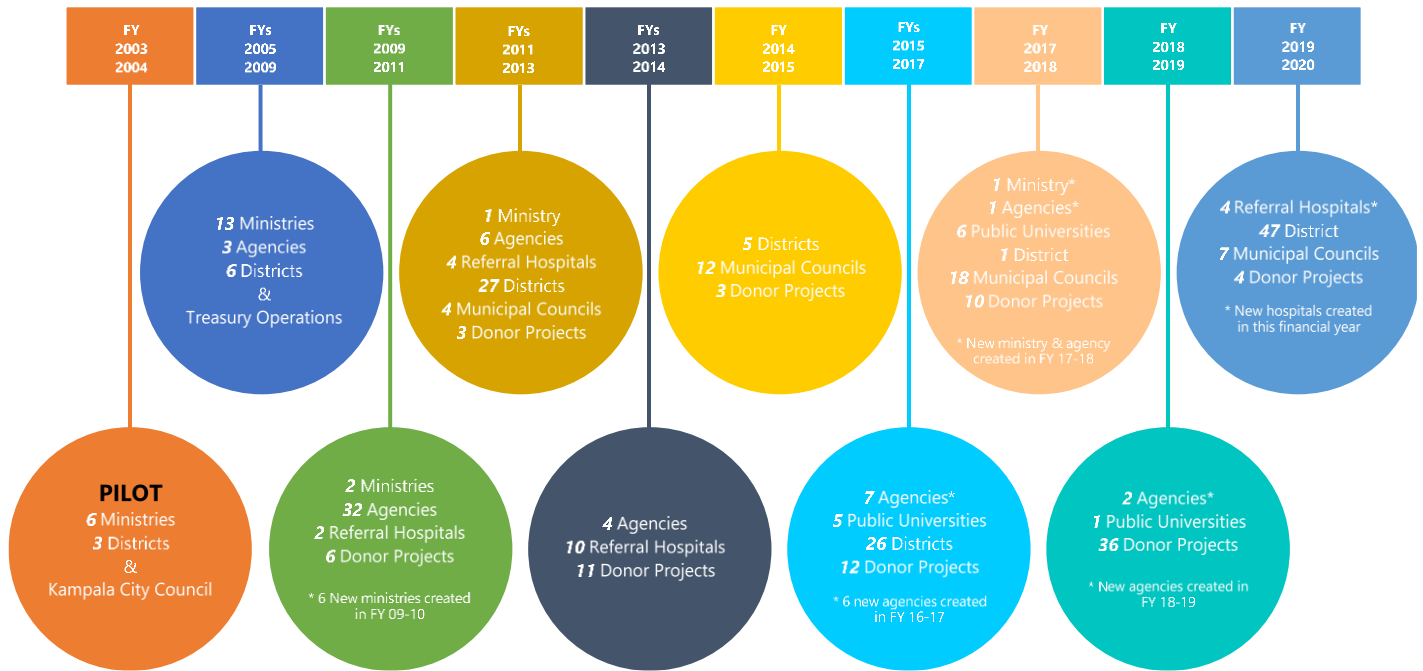 FY
2003
2004
FYs
2005
2009
FYs
2009
2011
FYs
2011
2013
FYs
2013
2014
FY
2014
2015
FYs
2015
2017
FY
2017
2018
FY
2018
2019
FY
2019
2020
13 Ministries
3 Agencies
6 Districts
&
Treasury Operations
1 Ministry
6 Agencies
4 Referral Hospitals
27 Districts
4 Municipal Councils
3 Donor Projects
5 Districts
12 Municipal Councils
3 Donor Projects
1 Ministry*
1 Agencies*
6 Public Universities
1 District
18 Municipal Councils
10 Donor Projects
* New ministry & agency
created in FY 17-18
4 Referral Hospitals*
47 District
7 Municipal Councils
4 Donor Projects
* New hospitals created
in this financial year
PILOT
6 Ministries
3 Districts
&
Kampala City Council
2 Ministries
32 Agencies
2 Referral Hospitals
6 Donor Projects
* 6 New ministries created
in FY 09-10
4 Agencies
10 Referral Hospitals
11 Donor Projects
7 Agencies*
5 Public Universities
26 Districts
12 Donor Projects
* 6 new agencies created
in FY 16-17
2 Agencies*
1 Public Universities
36 Donor Projects
* New agencies created in
FY 18-19